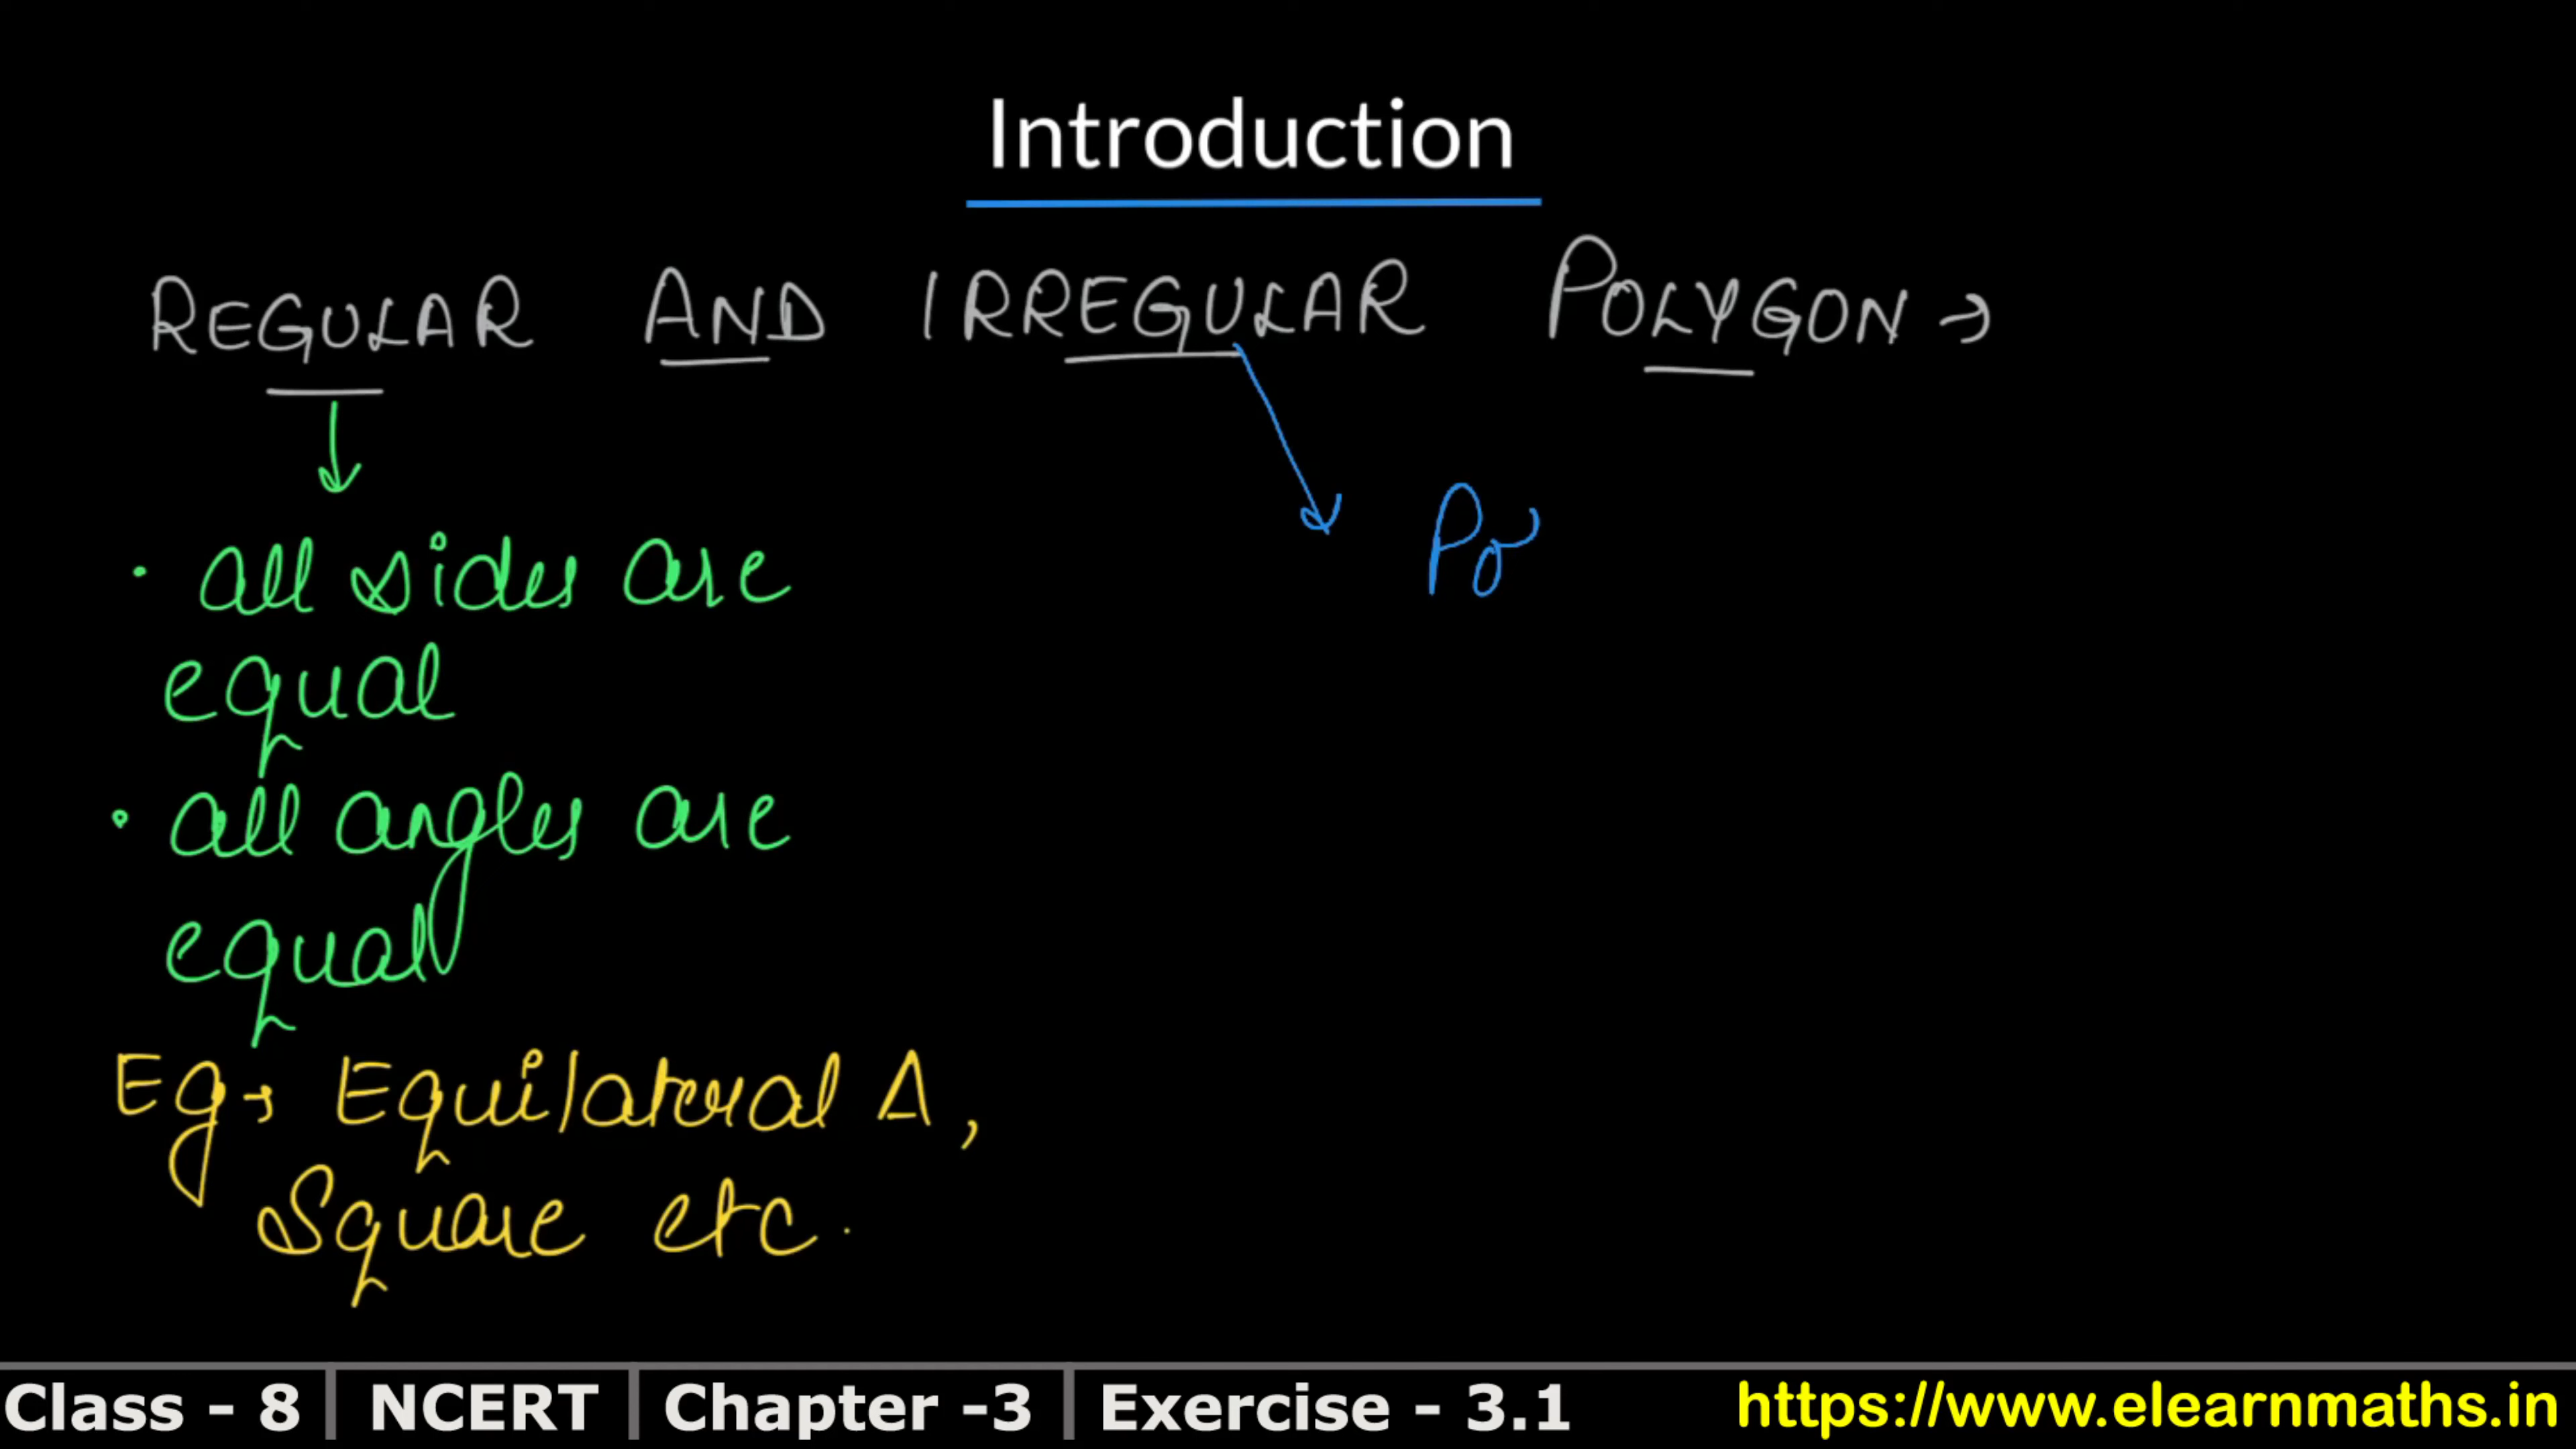 Introduction
REGULAR AND IRREGULAR POLYGON →
· all sides are
equal
· all angles are
equal
Eg → Equilateral Δ,
Square etc.
Po
Class - 8 | NCERT | Chapter -3 | Exercise - 3.1 https://www.elearnmaths.in